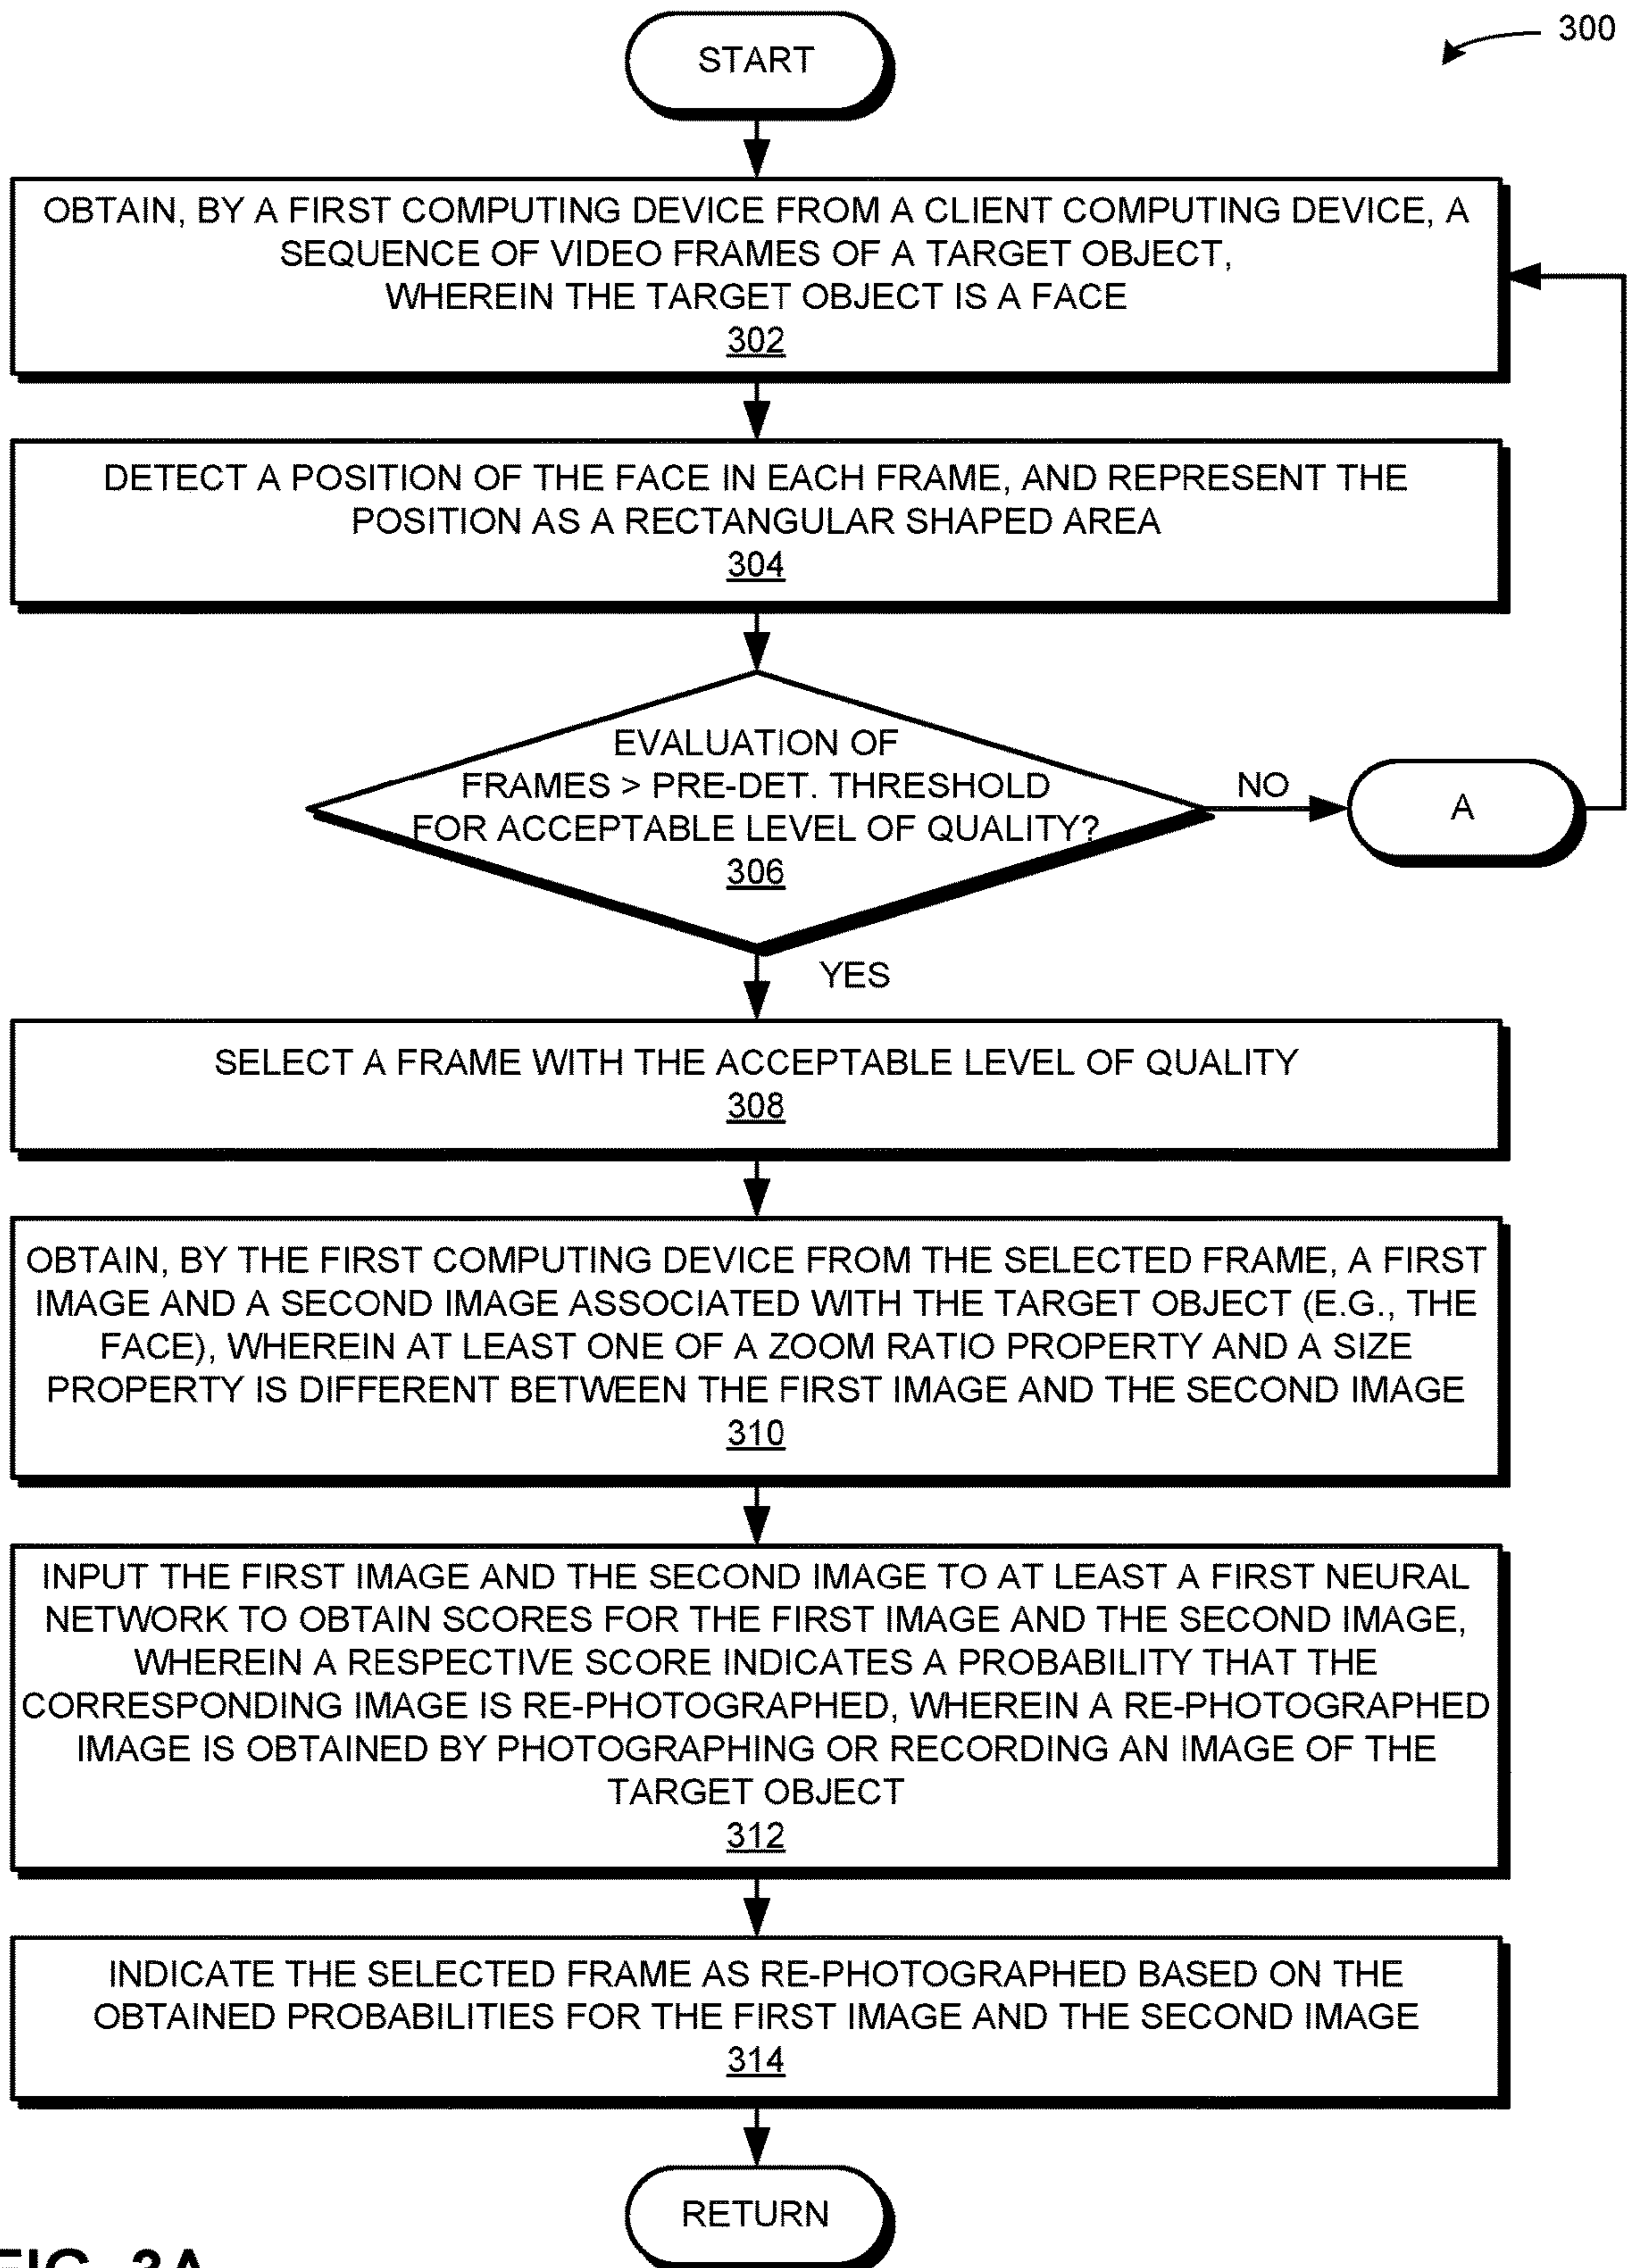 START
300
OBTAIN, BY A FIRST COMPUTING DEVICE FROM A CLIENT COMPUTING DEVICE, A
SEQUENCE OF VIDEO FRAMES OF A TARGET OBJECT,
WHEREIN THE TARGET OBJECT IS A FACE
302
DETECT A POSITION OF THE FACE IN EACH FRAME, AND REPRESENT THE
POSITION AS A RECTANGULAR SHAPED AREA
304
EVALUATION OF
FRAMES > PRE-DET. THRESHOLD
FOR ACCEPTABLE LEVEL OF QUALITY?
306
NO
A
YES
SELECT A FRAME WITH THE ACCEPTABLE LEVEL OF QUALITY
308
OBTAIN, BY THE FIRST COMPUTING DEVICE FROM THE SELECTED FRAME, A FIRST
IMAGE AND A SECOND IMAGE ASSOCIATED WITH THE TARGET OBJECT (E.G., THE
FACE), WHEREIN AT LEAST ONE OF A ZOOM RATIO PROPERTY AND A SIZE
PROPERTY IS DIFFERENT BETWEEN THE FIRST IMAGE AND THE SECOND IMAGE
310
INPUT THE FIRST IMAGE AND THE SECOND IMAGE TO AT LEAST A FIRST NEURAL
NETWORK TO OBTAIN SCORES FOR THE FIRST IMAGE AND THE SECOND IMAGE,
WHEREIN A RESPECTIVE SCORE INDICATES A PROBABILITY THAT THE
CORRESPONDING IMAGE IS RE-PHOTOGRAPHED, WHEREIN A RE-PHOTOGRAPHED
IMAGE IS OBTAINED BY PHOTOGRAPHING OR RECORDING AN IMAGE OF THE
TARGET OBJECT
312
INDICATE THE SELECTED FRAME AS RE-PHOTOGRAPHED BASED ON THE
OBTAINED PROBABILITIES FOR THE FIRST IMAGE AND THE SECOND IMAGE
314
RETURN
FIG. 3A